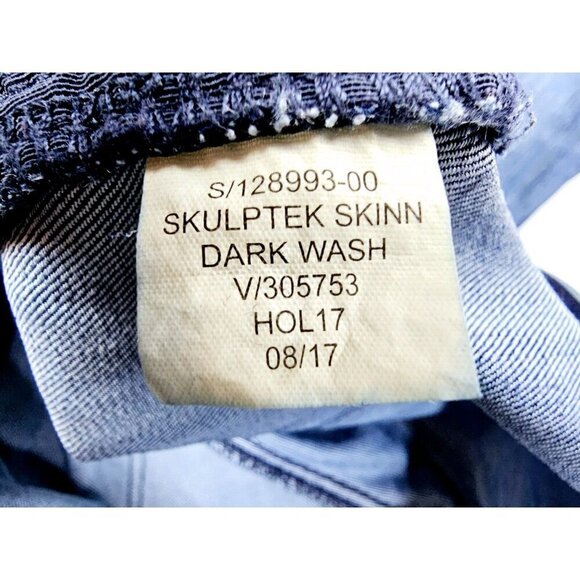 S/128993-00
SKULPTEK SKINN
DARK WASH
V/305753
HOL17
08/17